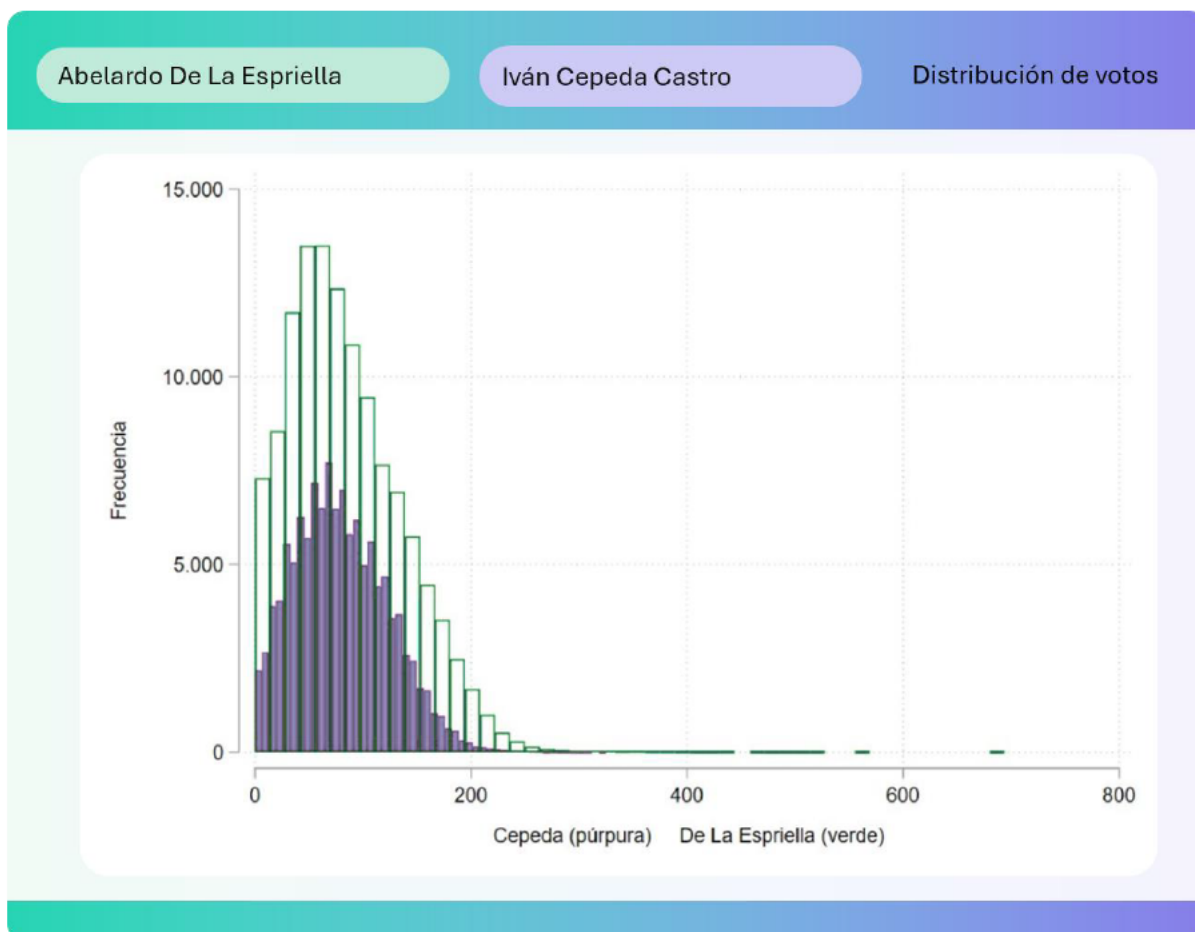 Abelardo De La Espriella
Iván Cepeda Castro
Distribución de votos
15.000
10.000
5.000
0
Frecuencia
0 200 400 600 800
Cepeda (púrpura) De La Espriella (verde)